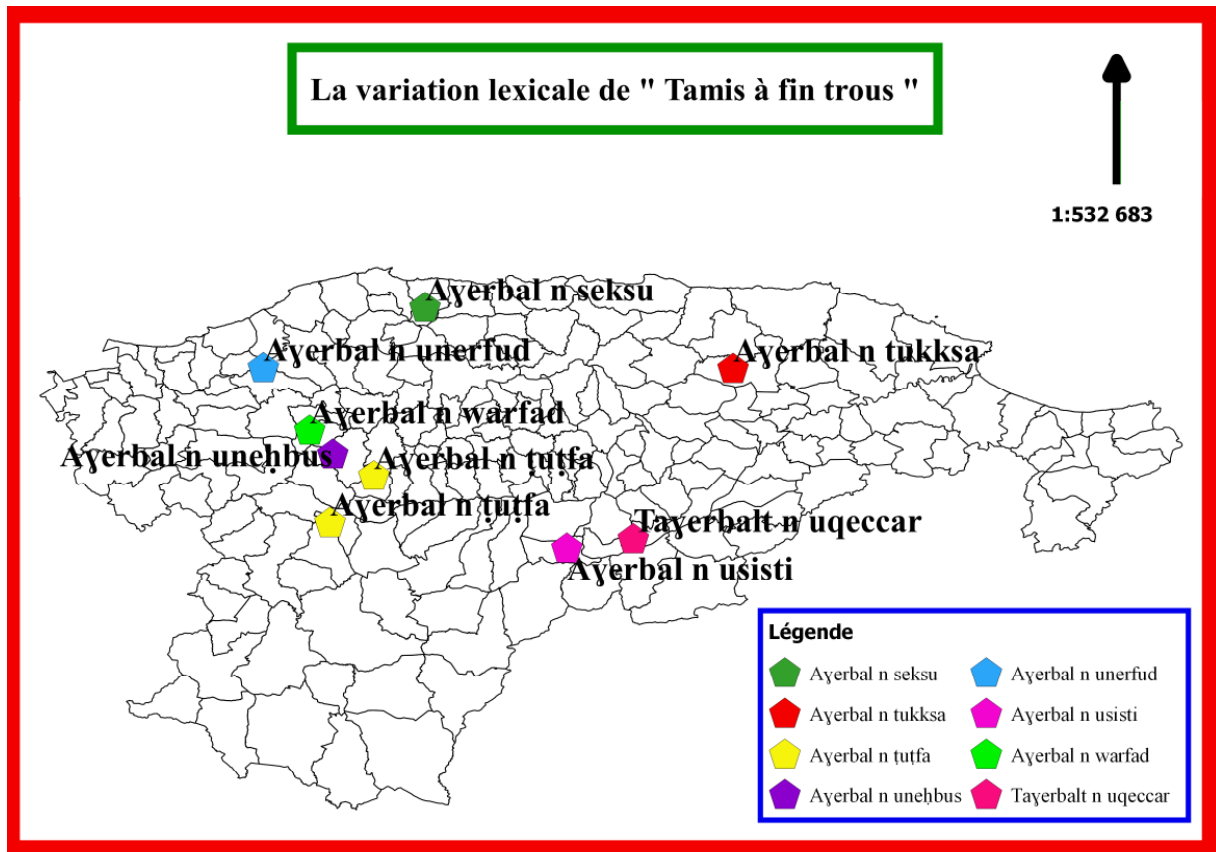 La variation lexicale de " Tamis à fin trous "
1:532 683
Aɣerbal n seksu
Aɣerbal n unerfud
Aɣerbal n tukksa
Aɣerbal n warfad
Aɣerbal n uneḥbus
Aɣerbal n ṭuṭfa
Aɣerbal n ṭuṭfa
Taɣerbalt n uqeccar
Aɣerbal n usisti
Légende
Aɣerbal n seksu
Aɣerbal n tukksa
Aɣerbal n ṭuṭfa
Aɣerbal n uneḥbus
Aɣerbal n unerfud
Aɣerbal n usisti
Aɣerbal n warfad
Taɣerbalt n uqeccar